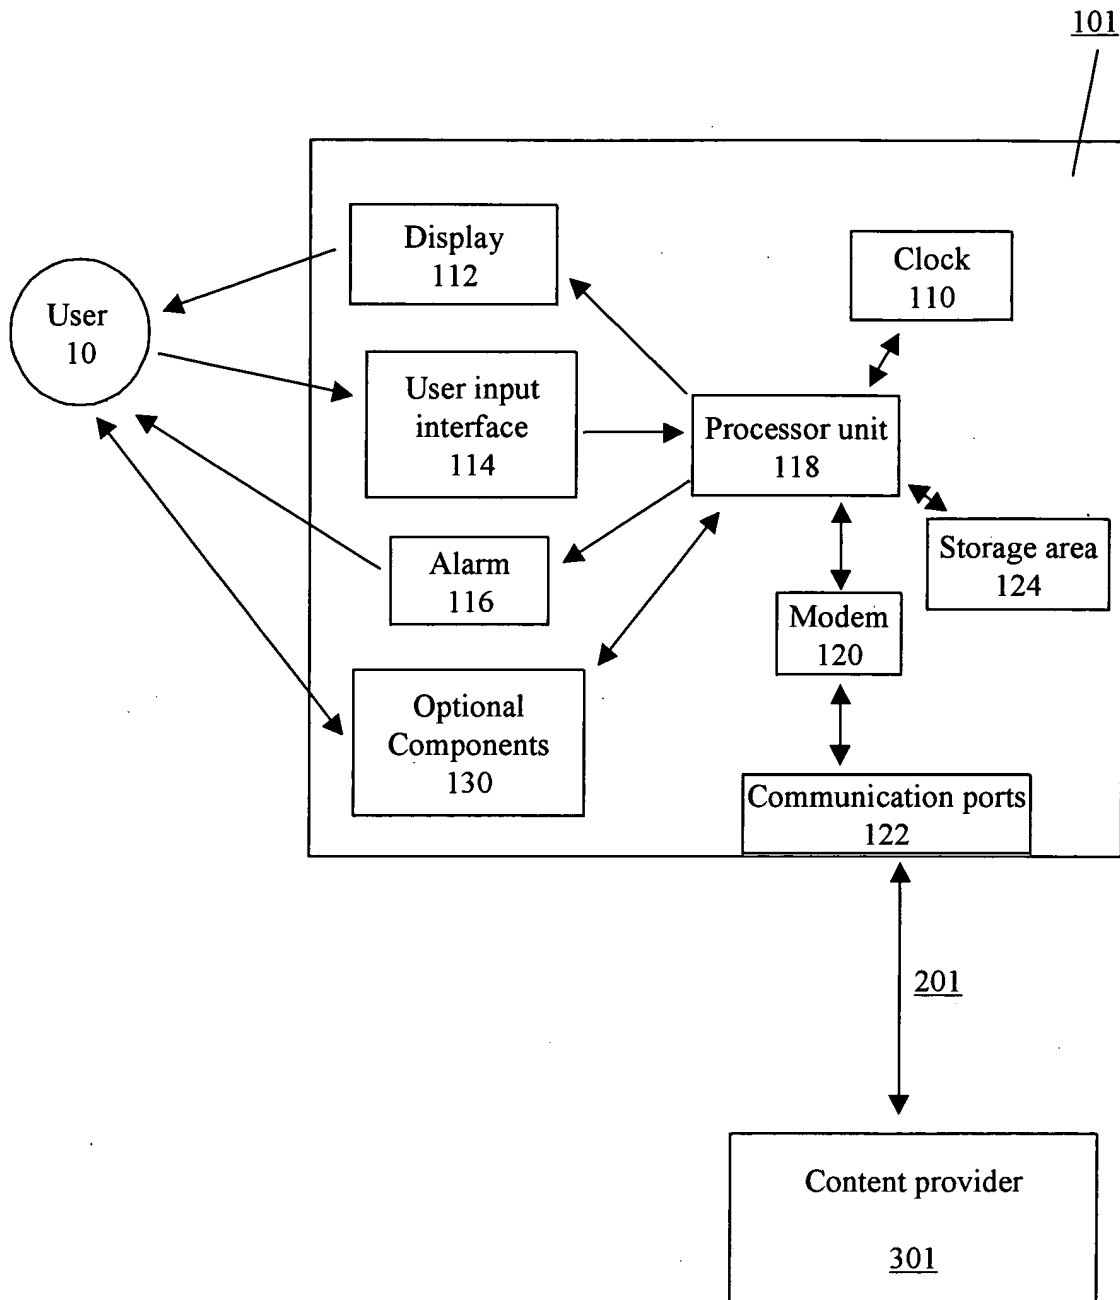 101
Display
112
Clock
110
User
10
User input
interface
114
Processor unit
118
Alarm
116
Storage area
124
Modem
120
Optional
Components
130
Communication ports
122
201
Content provider
301